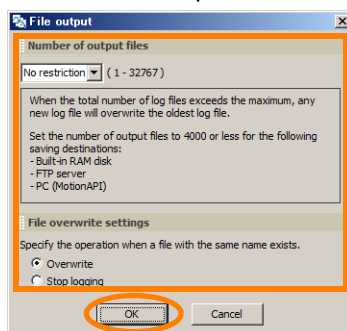 File output
Number of output files
No restriction ( 1 - 32767 )
When the total number of log files exceeds the maximum, any
new log file will overwrite the oldest log file.
Set the number of output files to 4000 or less for the following
saving destinations:
- Built-in RAM disk
- FTP server
- PC (MotionAPI)
File overwrite settings
Specify the operation when a file with the same name exists.
Overwrite
Stop logging
OK Cancel